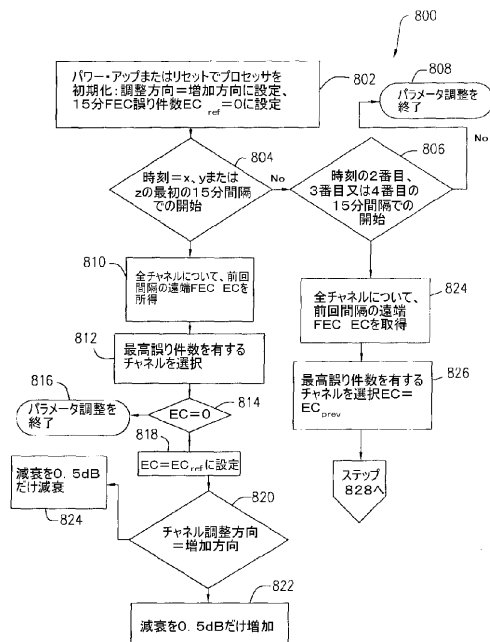 800
パワー・アップまたはリセットでプロセッサを
初期化：調整方向＝増加方向に設定、
15分FEC誤り件数EC ref ＝0に設定
802
808
パラメータ調整を
終了
804
時刻＝x、yまたは
zの最初の15分間隔
での開始
No
806
時刻の2番目、
3番目又は4番目の
15分間隔での
開始
No
810
全チャネルについて、前回
間隔の遠端FEC ECを
所得
824
全チャネルについて、
前回間隔の遠端
FEC ECを取得
812
最高誤り件数を有する
チャネルを選択
826
最高誤り件数を有する
チャネルを選択EC＝
ECprev
816
パラメータ調整を
終了
814
EC＝0
818
EC＝ECrefに設定
ステップ
828へ
減衰を0．5dB
だけ減衰
824
820
チャネル調整方向
＝増加方向
822
減衰を0．5dBだけ増加